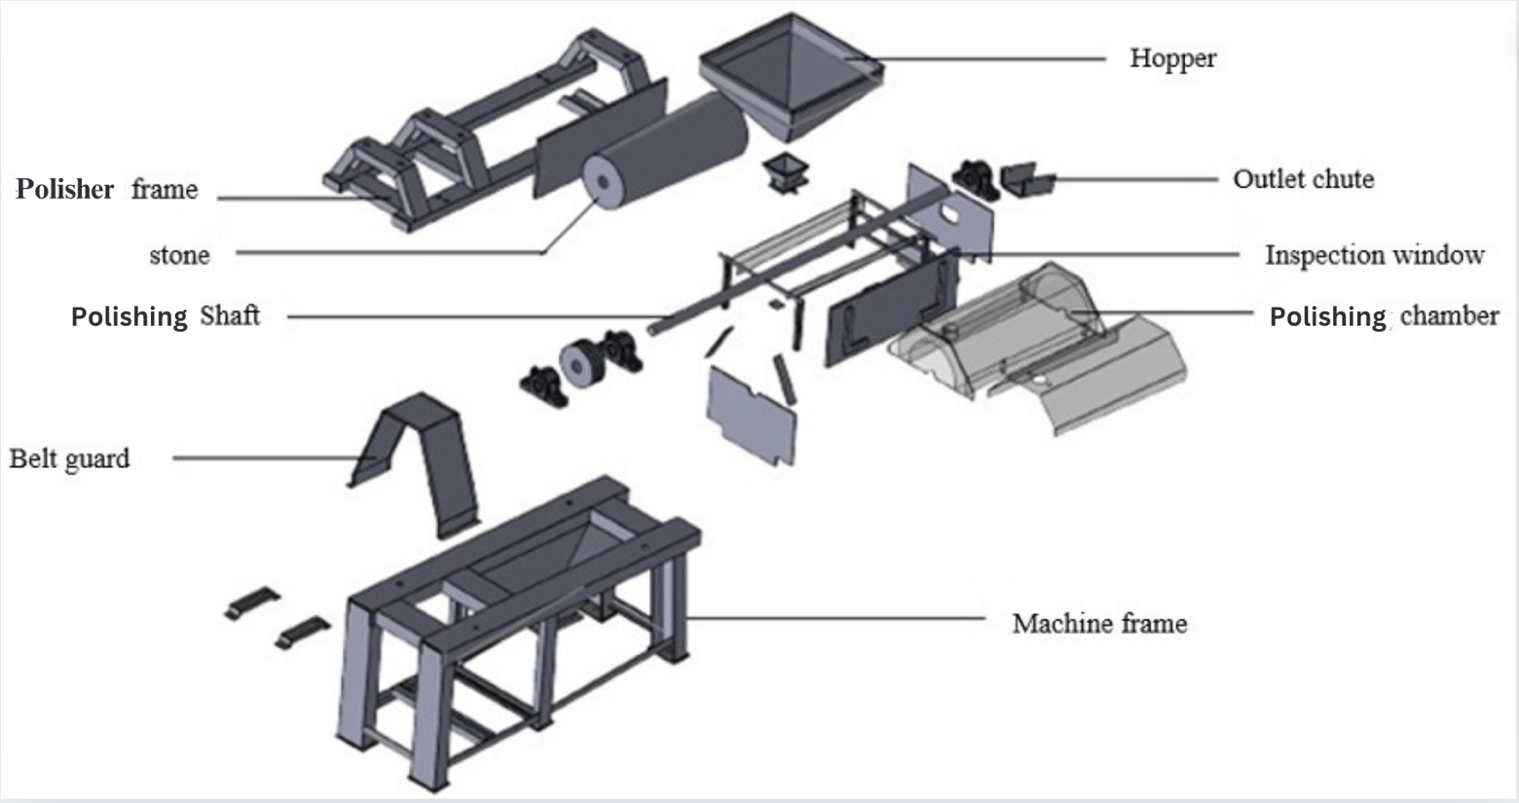 Hopper
Polisher frame
Outlet chute
stone
Inspection window
Polishing Shaft
Polishing chamber
Belt guard
Machine frame